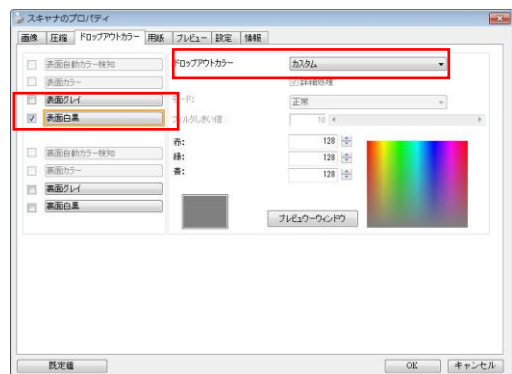 スキャナのプロパティ
画像 圧縮 ドロップアウトカラー 用紙 プレビュー 設定 情報
表面自動カラー検知 ドロップアウトカラー カスタム
表面カラー 詳細処理
表面グレイ モード: 正常
表面白黒 フィルタしきい値: 10
赤: 128
裏面自動カラー検知 緑: 128
裏面カラー 青: 128
裏面グレイ
裏面白黒
プレビューウィンドウ
既定値 OK キャンセル